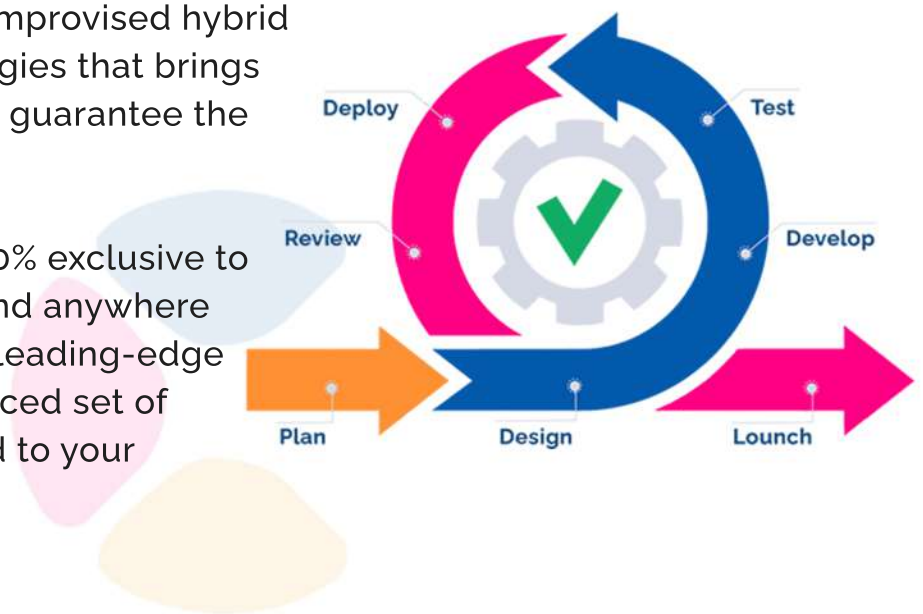 mprovised hybrid
gies that brings
guarantee the
0% exclusive to
nd anywhere
leading-edge
ced set of
d to your
Deploy
Test
Review
Develop
Plan
Design
Lounch